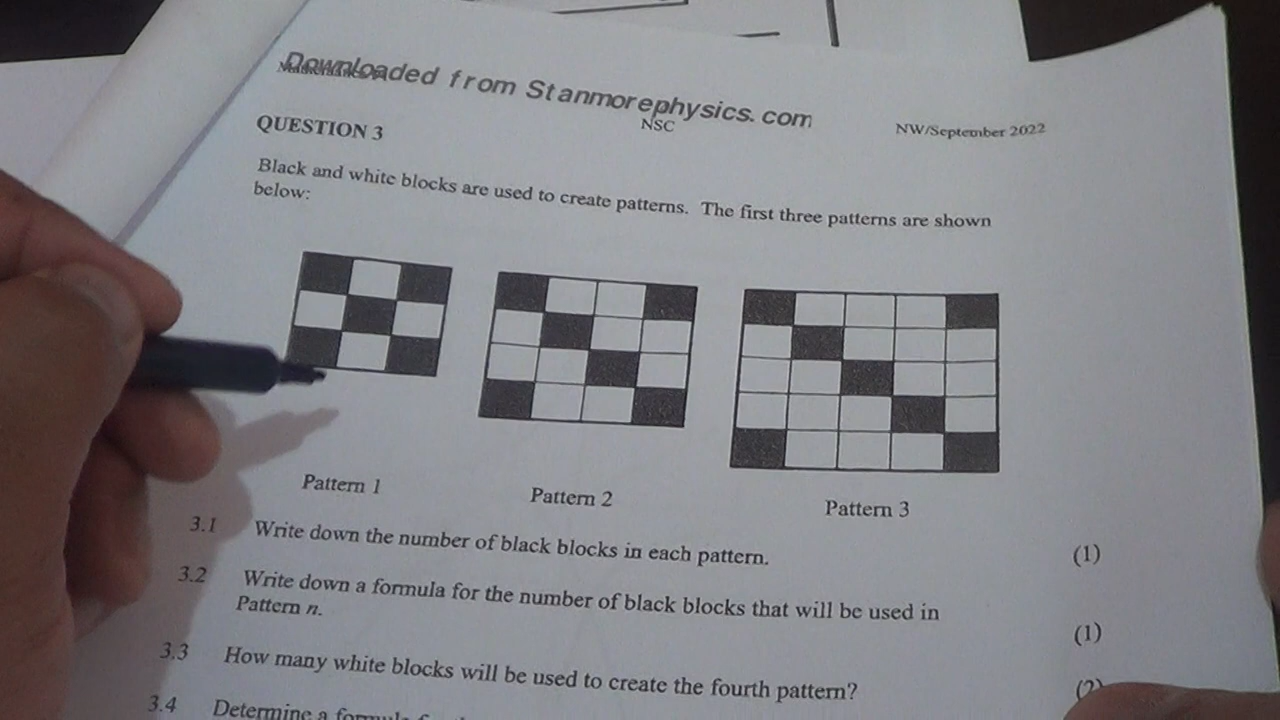 Downloaded from Stanmorephysics.com
NSC
NW/September 2022
QUESTION 3
Black and white blocks are used to create patterns. The first three patterns are shown
below:
Pattern 1
Pattern 2
Pattern 3
3.1 Write down the number of black blocks in each pattern. (1)
3.2 Write down a formula for the number of black blocks that will be used in
Pattern n. (1)
3.3 How many white blocks will be used to create the fourth pattern? (2)
3.4 Determine a formula